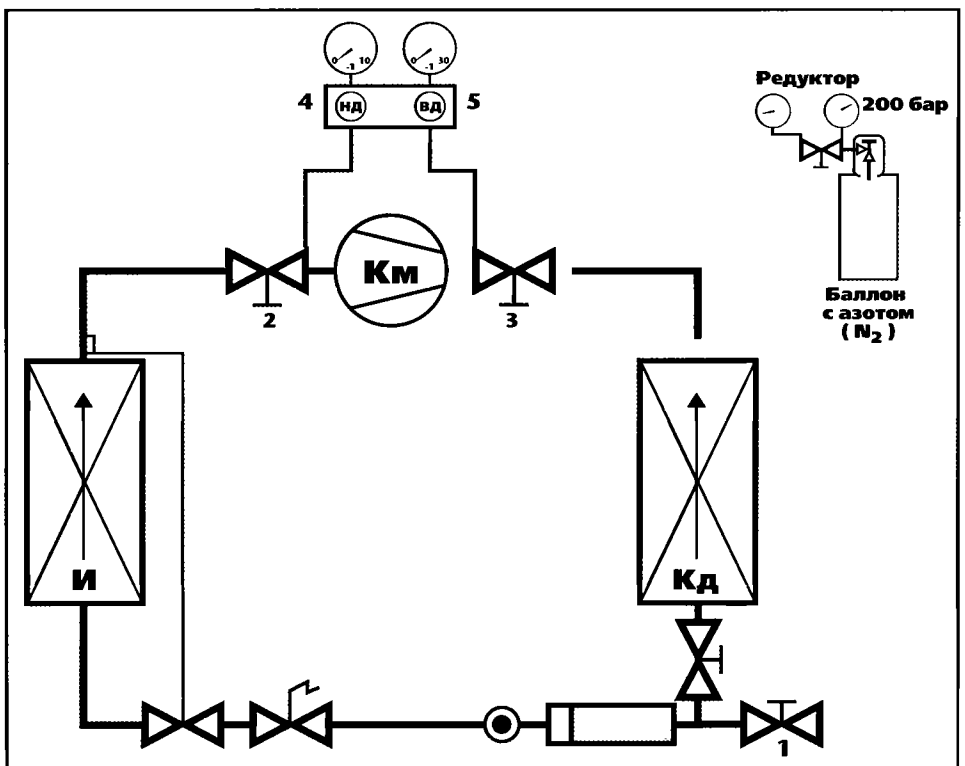 0 -1 10
0 -1 30
4 НД ВД 5
Редуктор
200 бар
Км
2
3
Баллон
с азотом
(N2)
И
Кд
1